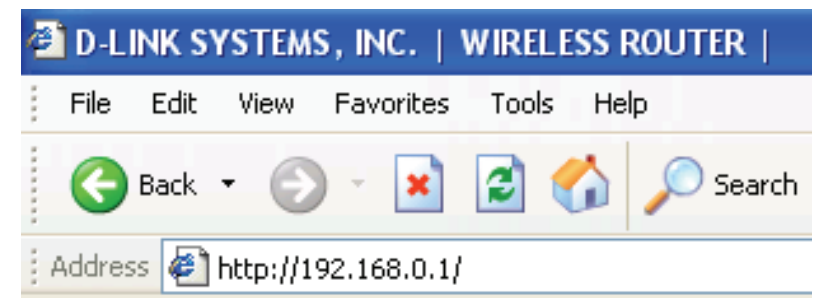 D-LINK SYSTEMS, INC. | WIRELESS ROUTER |
File Edit View Favorites Tools Help
Back Search
Address http://192.168.0.1/